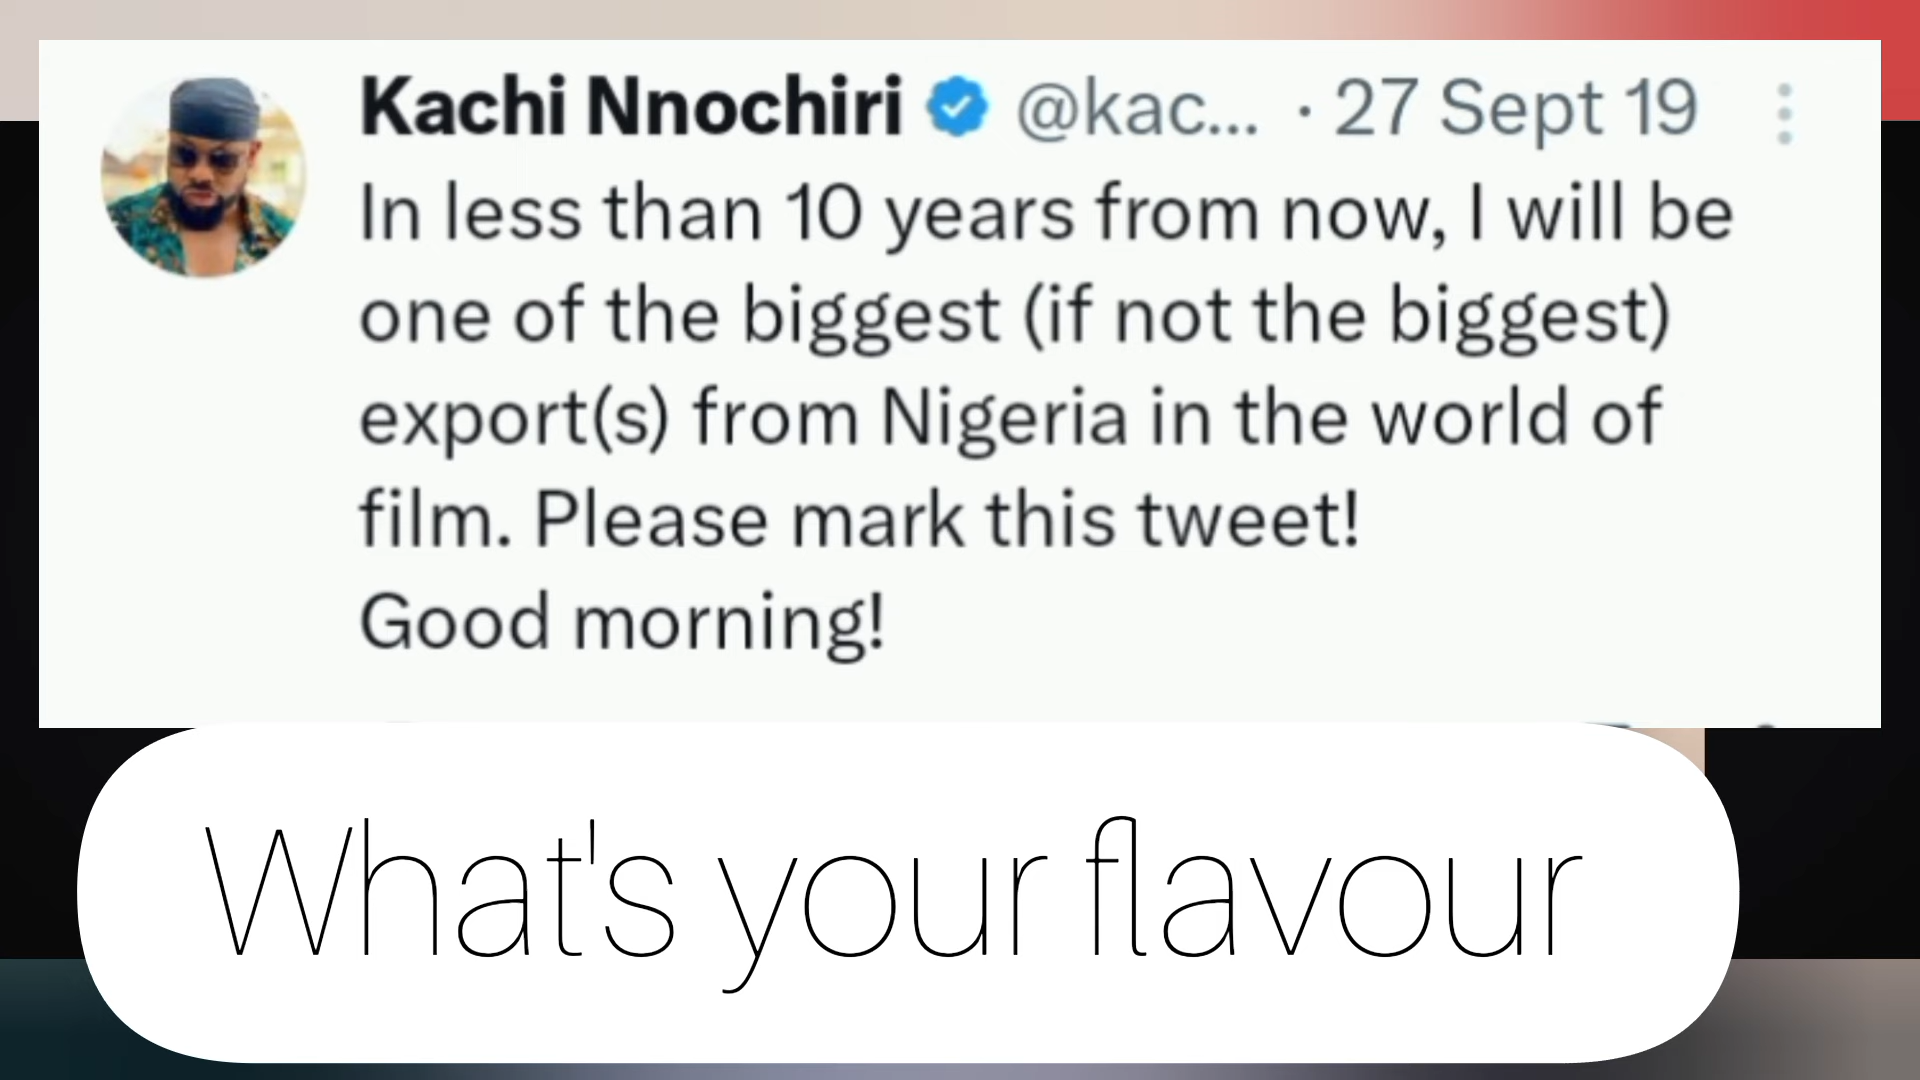 Kachi Nnochiri @kac... · 27 Sept 19
In less than 10 years from now, I will be
one of the biggest (if not the biggest)
export(s) from Nigeria in the world of
film. Please mark this tweet!
Good morning!
What's your flavour